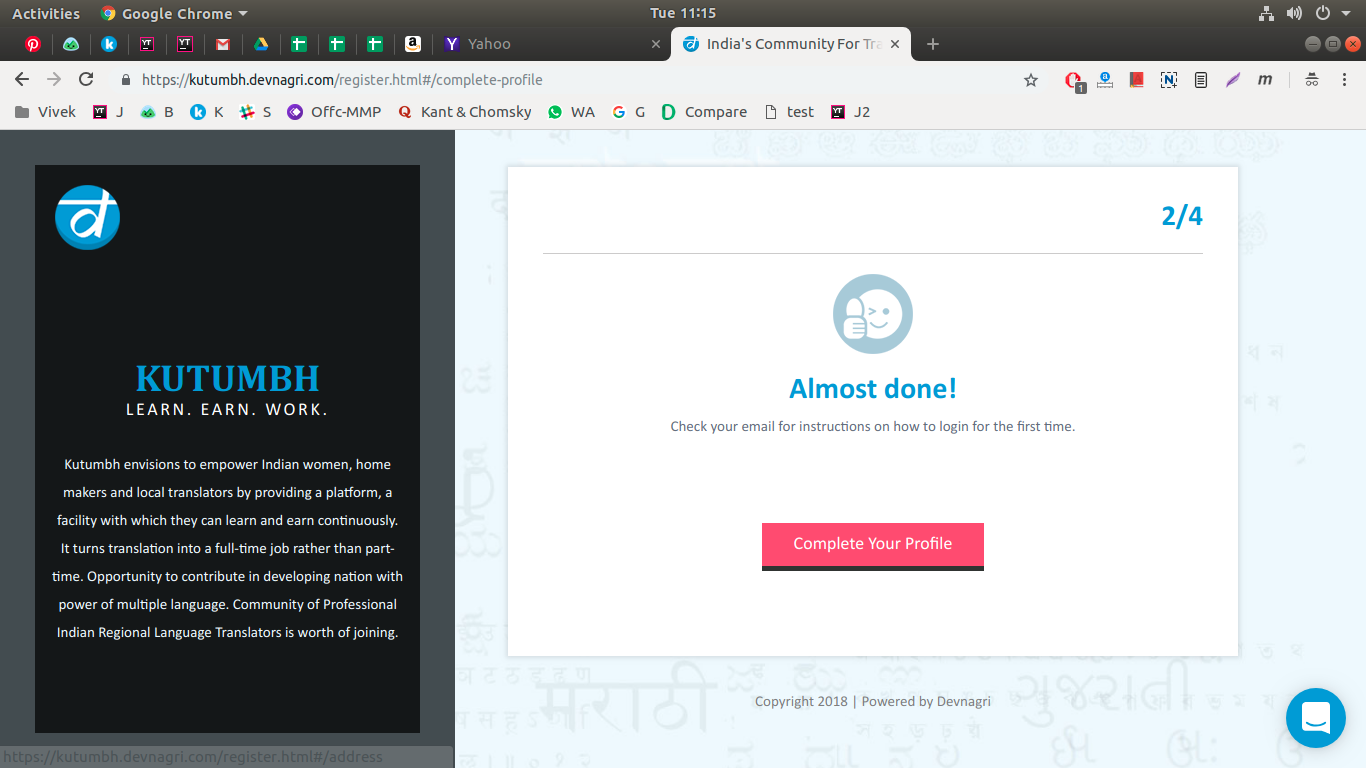 Activities
Google Chrome
Tue 11:15
Yahoo
India's Community For Tra
https://kutumbh.devnagri.com/register.html#/complete-profile
1
Vivek
J
B
K
S
Offc-MMP
Kant & Chomsky
WA
G
Compare
test
J2
KUTUMBH
LEARN. EARN. WORK.
Kutumbh envisions to empower Indian women, home
makers and local translators by providing a platform, a
facility with which they can learn and earn continuously.
It turns translation into a full-time job rather than part-
time. Opportunity to contribute in developing nation with
power of multiple language. Community of Professional
Indian Regional Language Translators is worth of joining.
2/4
Almost done!
Check your email for instructions on how to login for the first time.
Complete Your Profile
मराठी
ગુજરાતી
Copyright 2018 | Powered by Devnagri
https://kutumbh.devnagri.com/register.html#/address